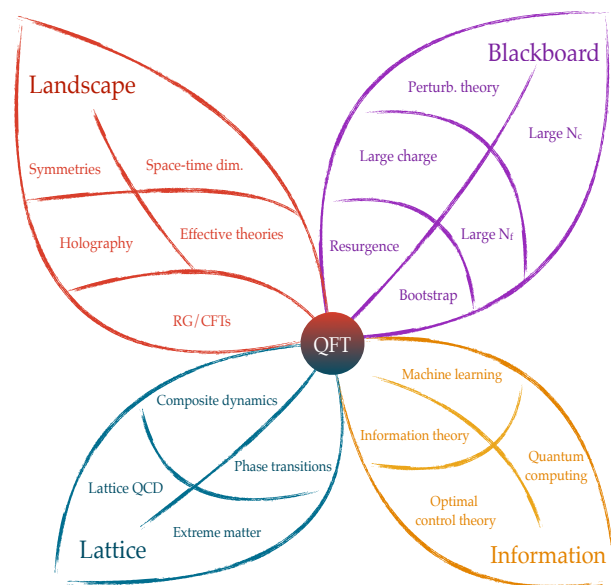 Landscape
Symmetries
Space-time dim.
Holography
Effective theories
RG/CFTs
Blackboard
Perturb. theory
Large N_c
Large charge
Resurgence
Large N_f
Bootstrap
QFT
Composite dynamics
Phase transitions
Lattice QCD
Extreme matter
Lattice
Machine learning
Information theory
Quantum
computing
Optimal
control theory
Information